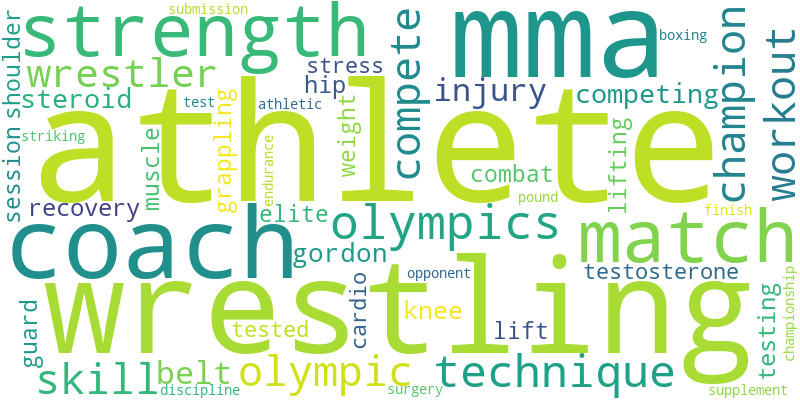 submission
strength
mma
boxing
shoulder
wrestler
stress
hip
compete
injury
competing
champion
workout
steroid
test
athletic
athlete
striking
session
muscle
grappling
endurance
weight
combat
lifting
pound
recovery
elite
olympics
finish
coach
gordon
match
opponent
testosterone
wrestling
guard
tested
cardio
knee
lift
testing
championship
skill
belt
discipline
olympic
surgery
technique
supplement